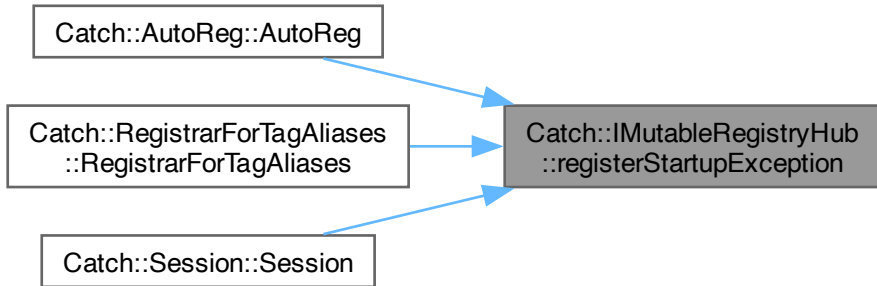 Catch::AutoReg::AutoReg
Catch::RegistrarForTagAliases
::RegistrarForTagAliases
Catch::IMutableRegistryHub
::registerStartupException
Catch::Session::Session